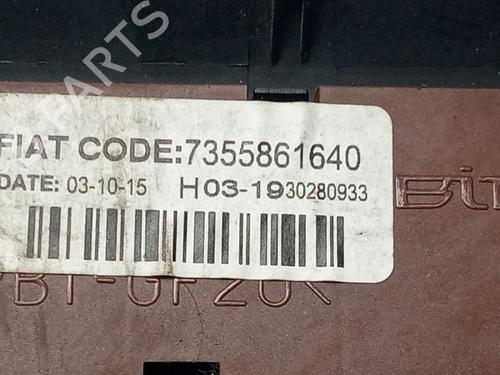 PARTS
FIAT CODE:7355861640
DATE: 03-10-15 H03-1930280933